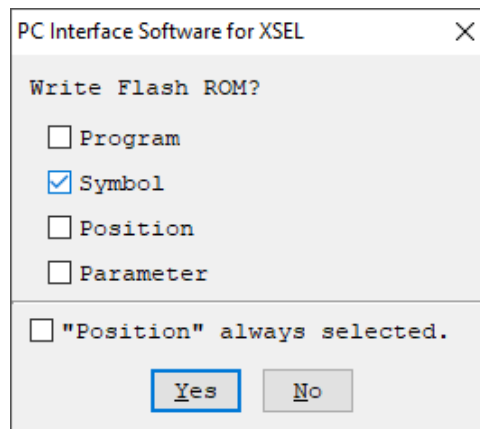 PC Interface Software for XSEL
Write Flash ROM?
Program
Symbol
Position
Parameter
"Position" always selected.
Yes No